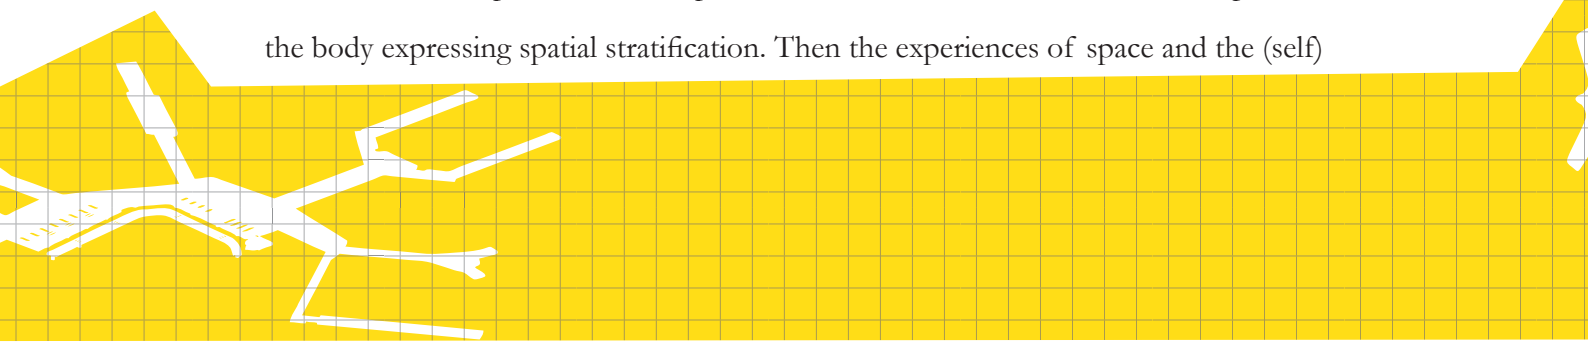 the body expressing spatial stratification. Then the experiences of space and the (self)